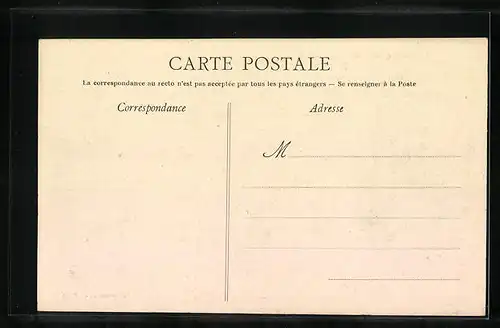 CARTE POSTALE
La correspondance au recto n'est pas acceptée par tous les pays étrangers — Se renseigner à la Poste
Correspondance
Adresse
M